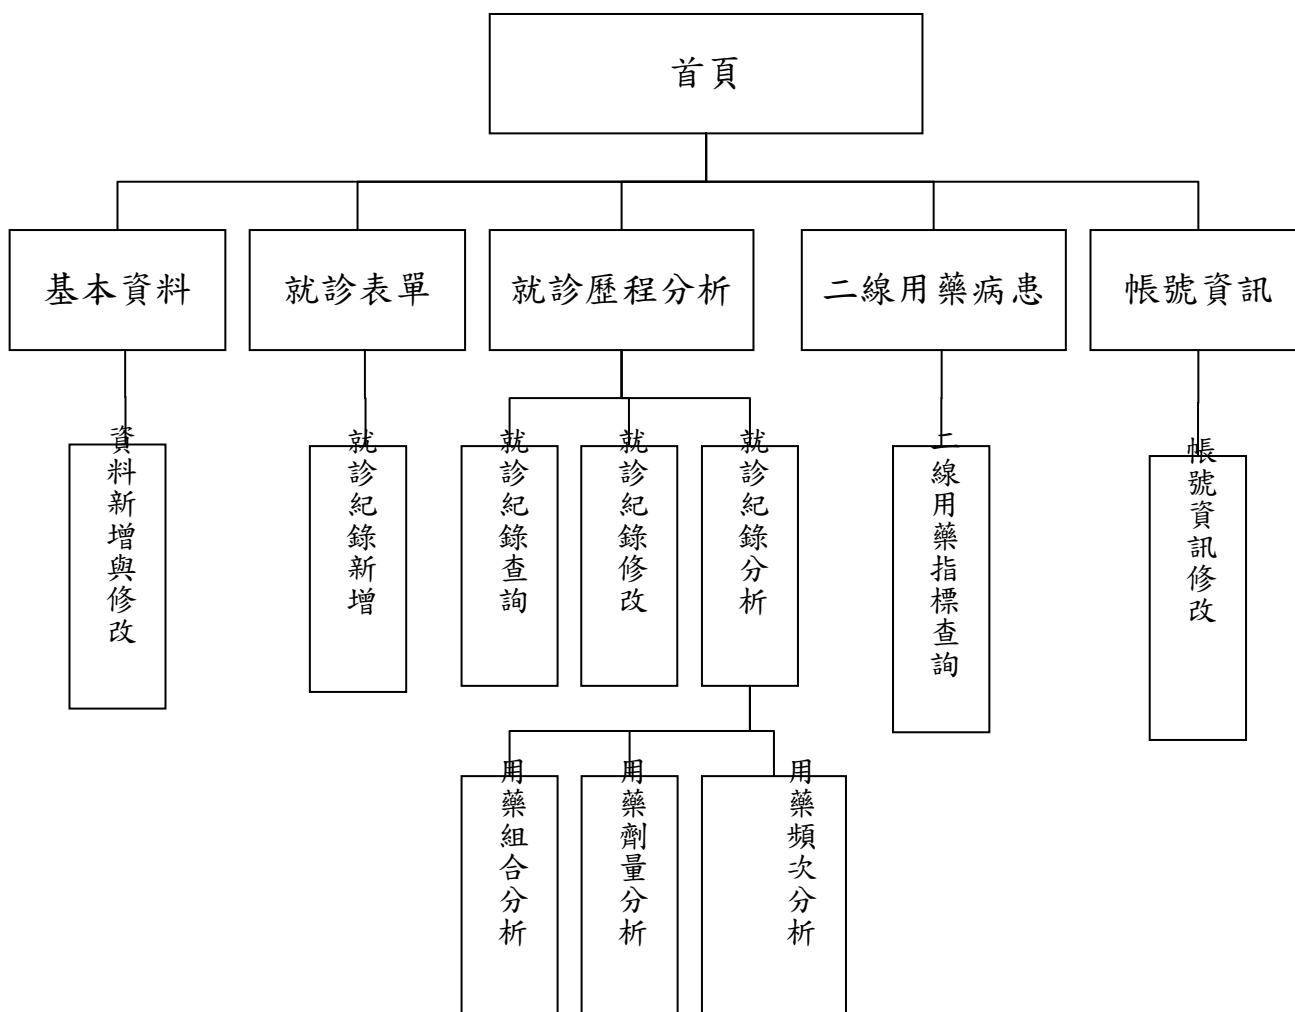 首頁
基本資料
就診表單
就診歷程分析
二線用藥病患
帳號資訊
資料新增與修改
就診紀錄新增
就診紀錄查詢
就診紀錄修改
就診紀錄分析
二線用藥指標查詢
帳號資訊修改
用藥組合分析
用藥劑量分析
用藥頻次分析